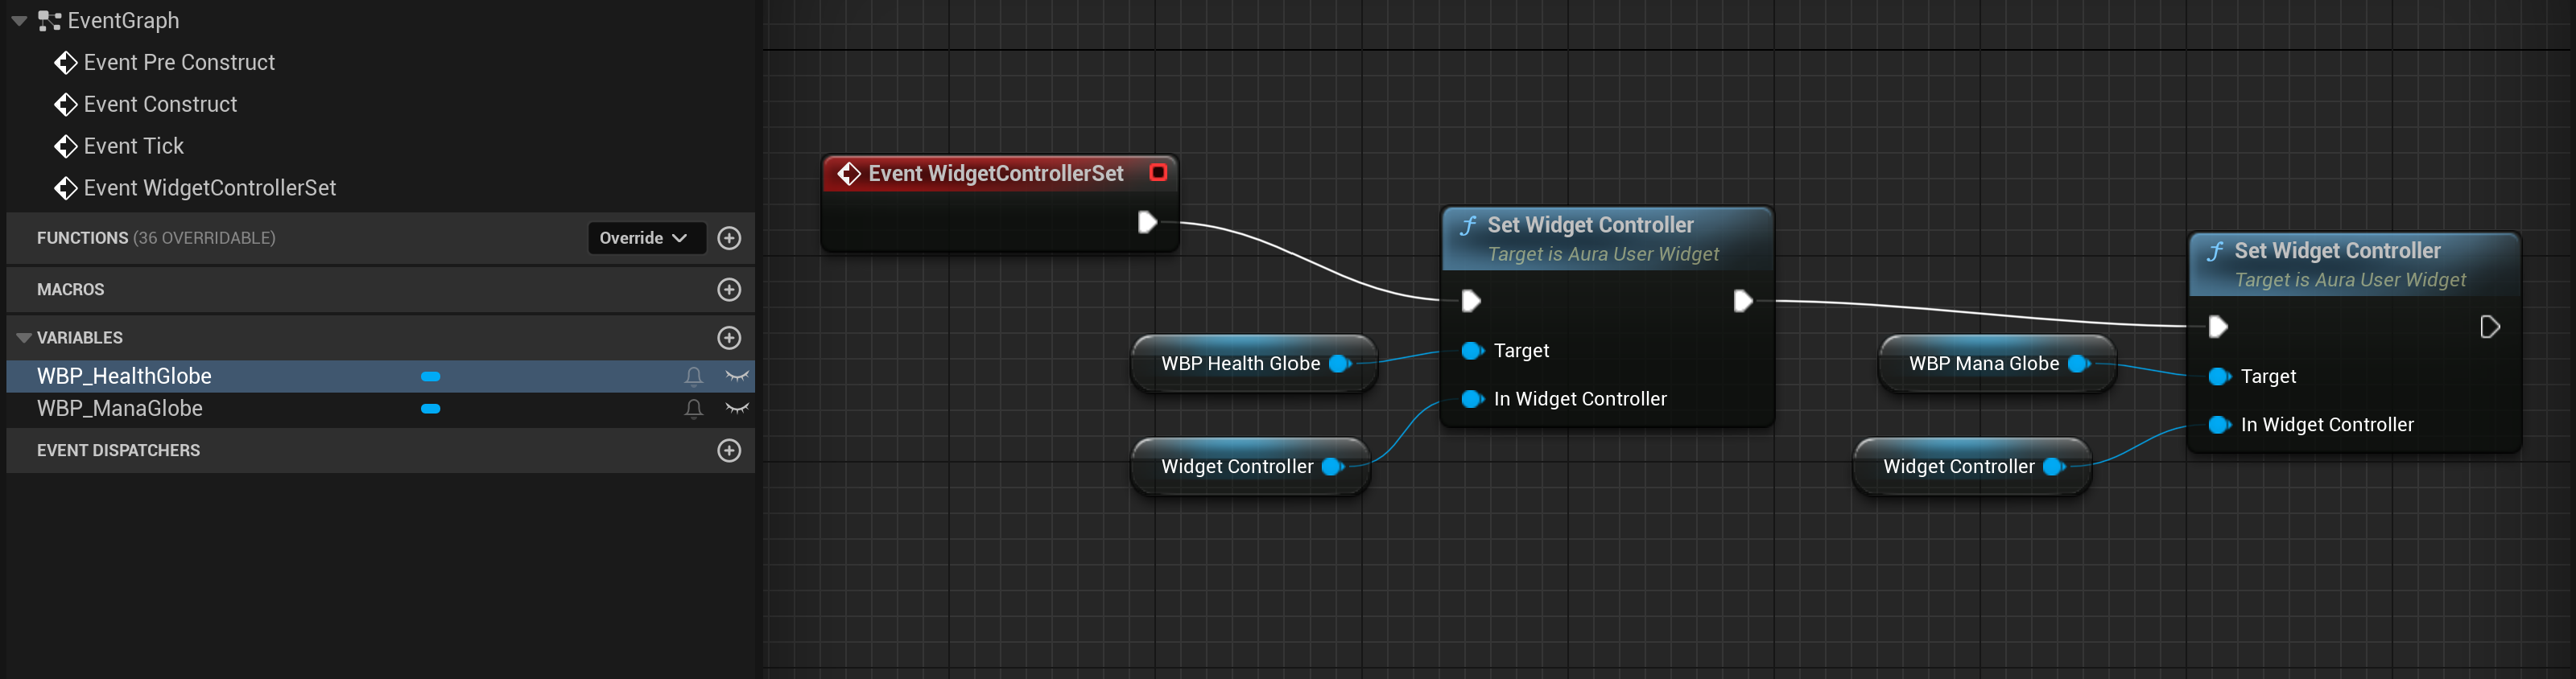 EventGraph
Event Pre Construct
Event Construct
Event Tick
Event WidgetControllerSet
FUNCTIONS (36 OVERRIDABLE)
Override
MACROS
VARIABLES
WBP_HealthGlobe
WBP_ManaGlobe
EVENT DISPATCHERS
Event WidgetControllerSet
WBP Health Globe
Widget Controller
f Set Widget Controller
Target is Aura User Widget
Target
In Widget Controller
WBP Mana Globe
Widget Controller
f Set Widget Controller
Target is Aura User Widget
Target
In Widget Controller